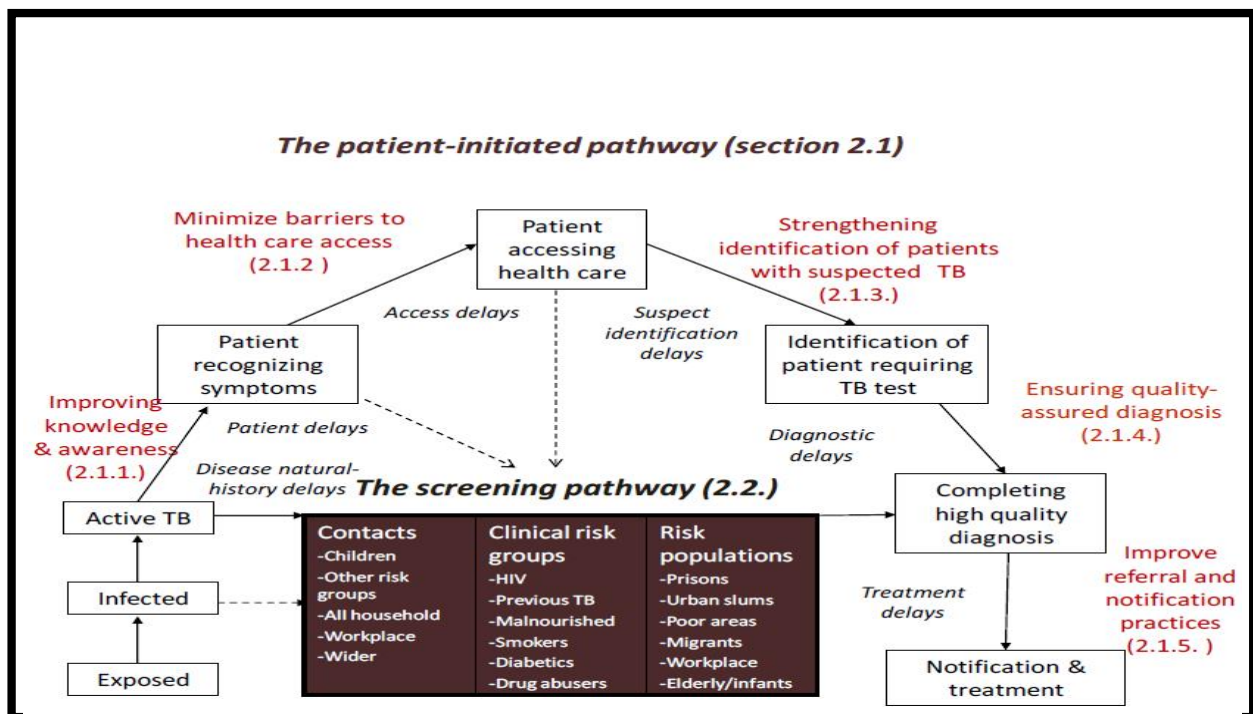 The patient-initiated pathway (section 2.1)
Minimize barriers to
health care access
(2.1.2 )
Patient
accessing
health care
Strengthening
identification of patients
with suspected TB
(2.1.3.)
Access delays
Suspect
identification
delays
Patient
recognizing
symptoms
Identification of
patient requiring
TB test
Improving
knowledge
& awareness
(2.1.1.)
Ensuring quality-
assured diagnosis
(2.1.4.)
Patient delays
Diagnostic
delays
Disease natural-
history delays
The screening pathway (2.2.)
Active TB
Infected
Exposed
Contacts
-Children
-Other risk
groups
-All household
-Workplace
-Wider
Clinical risk
groups
-HIV
-Previous TB
-Malnourished
-Smokers
-Diabetics
-Drug abusers
Risk
populations
-Prisons
-Urban slums
-Poor areas
-Migrants
-Workplace
-Elderly/infants
Completing
high quality
diagnosis
Treatment
delays
Improve
referral and
notification
practices
(2.1.5. )
Notification &
treatment